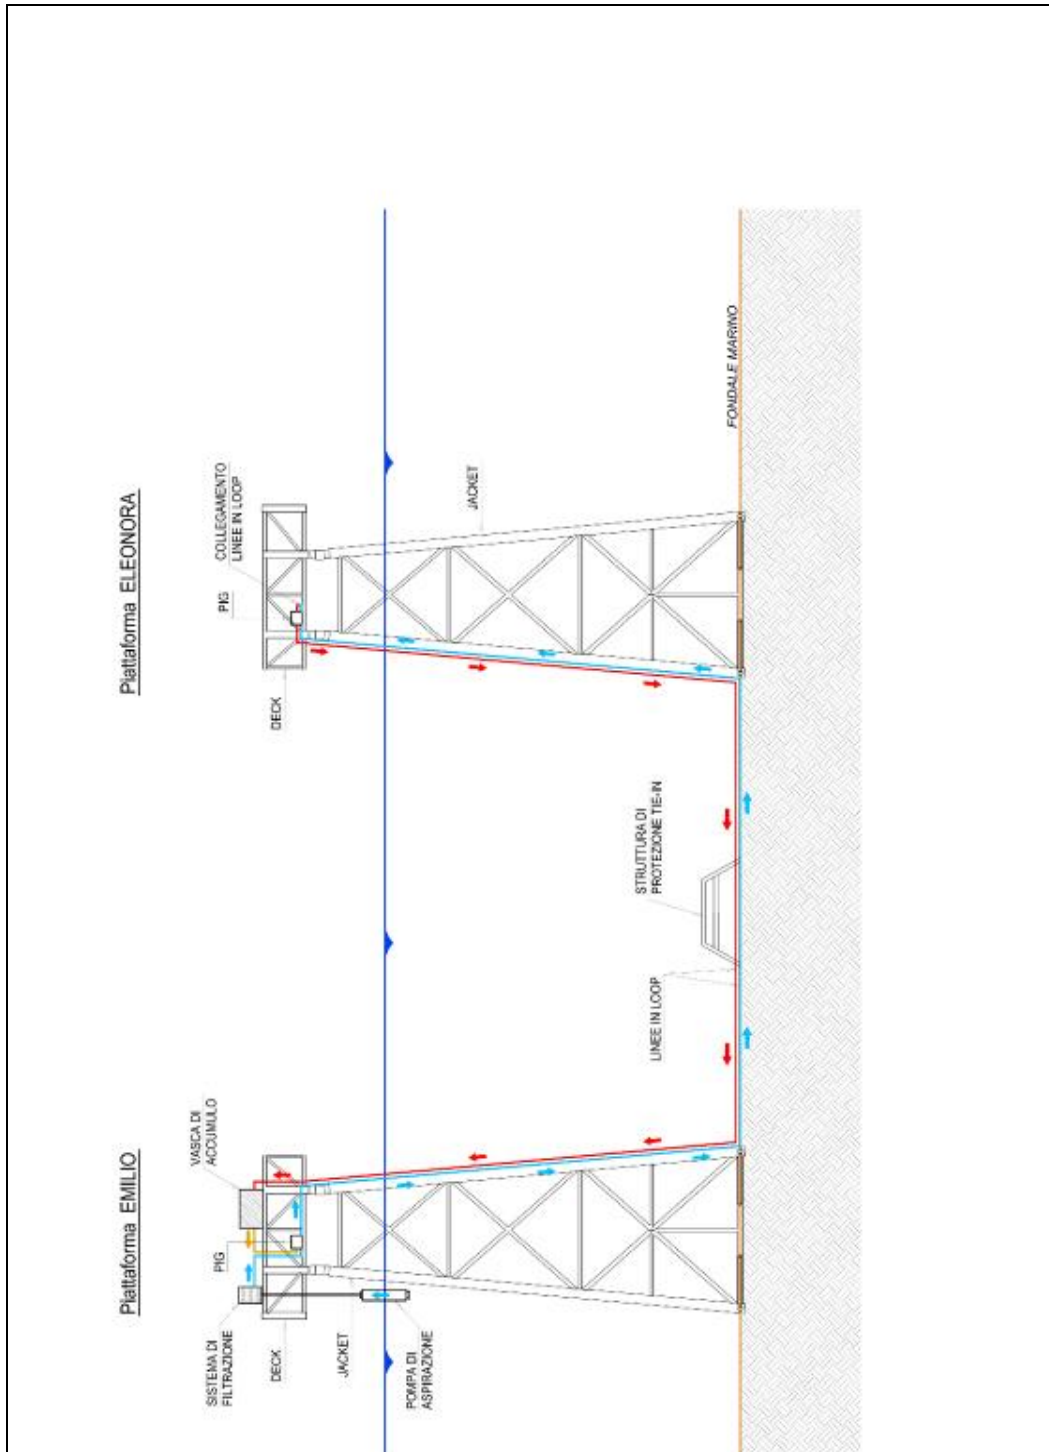 Piattaforma EMILIO
Piattaforma ELEONORA
VASCA DI
ACCUMULO
PIG
SISTEMA DI
FILTRAZIONE
DECK
JACKET
POMPA DI
ASPIRAZIONE
LINEE IN LOOP
STRUTTURA DI
PROTEZIONE TIE-IN
DECK
PIG
COLLEGAMENTO
LINEE IN LOOP
JACKET
FONDALE MARINO